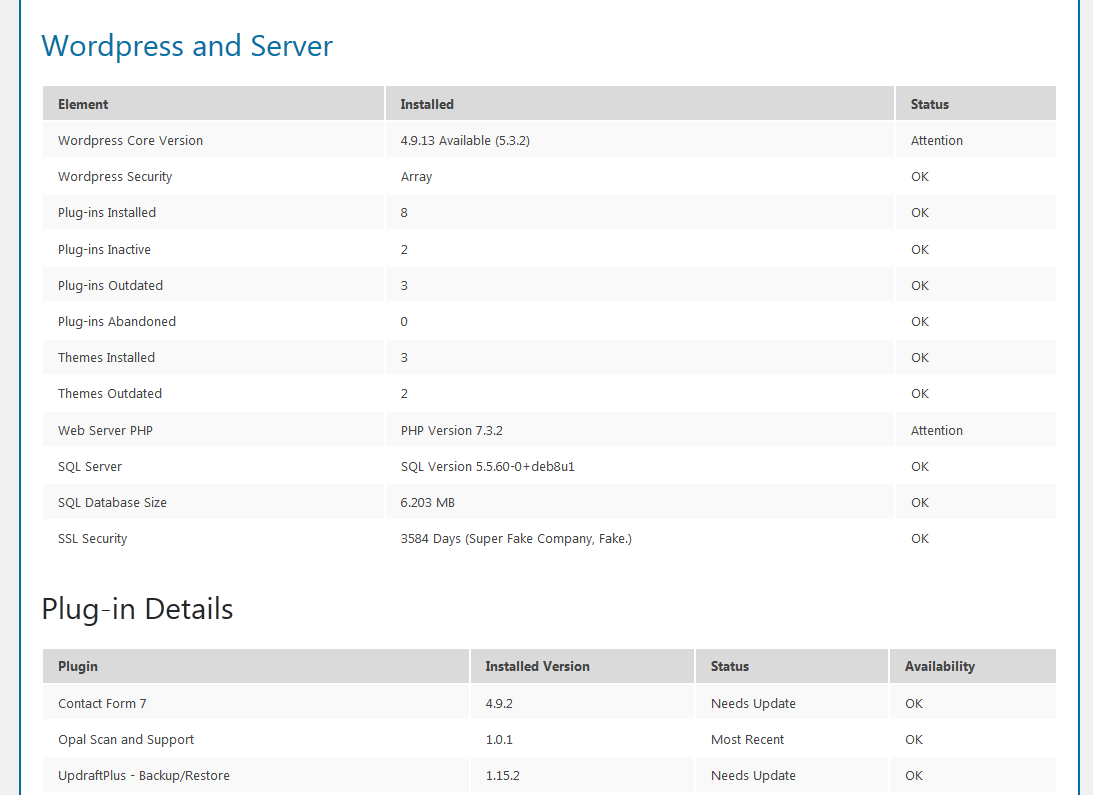 Wordpress and Server
Element Installed Status
Wordpress Core Version 4.9.13 Available (5.3.2) Attention
Wordpress Security Array OK
Plug-ins Installed 8 OK
Plug-ins Inactive 2 OK
Plug-ins Outdated 3 OK
Plug-ins Abandoned 0 OK
Themes Installed 3 OK
Themes Outdated 2 OK
Web Server PHP PHP Version 7.3.2 Attention
SQL Server SQL Version 5.5.60-0+deb8u1 OK
SQL Database Size 6.203 MB OK
SSL Security 3584 Days (Super Fake Company, Fake.) OK
Plug-in Details
Plugin Installed Version Status Availability
Contact Form 7 4.9.2 Needs Update OK
Opal Scan and Support 1.0.1 Most Recent OK
UpdraftPlus - Backup/Restore 1.15.2 Needs Update OK